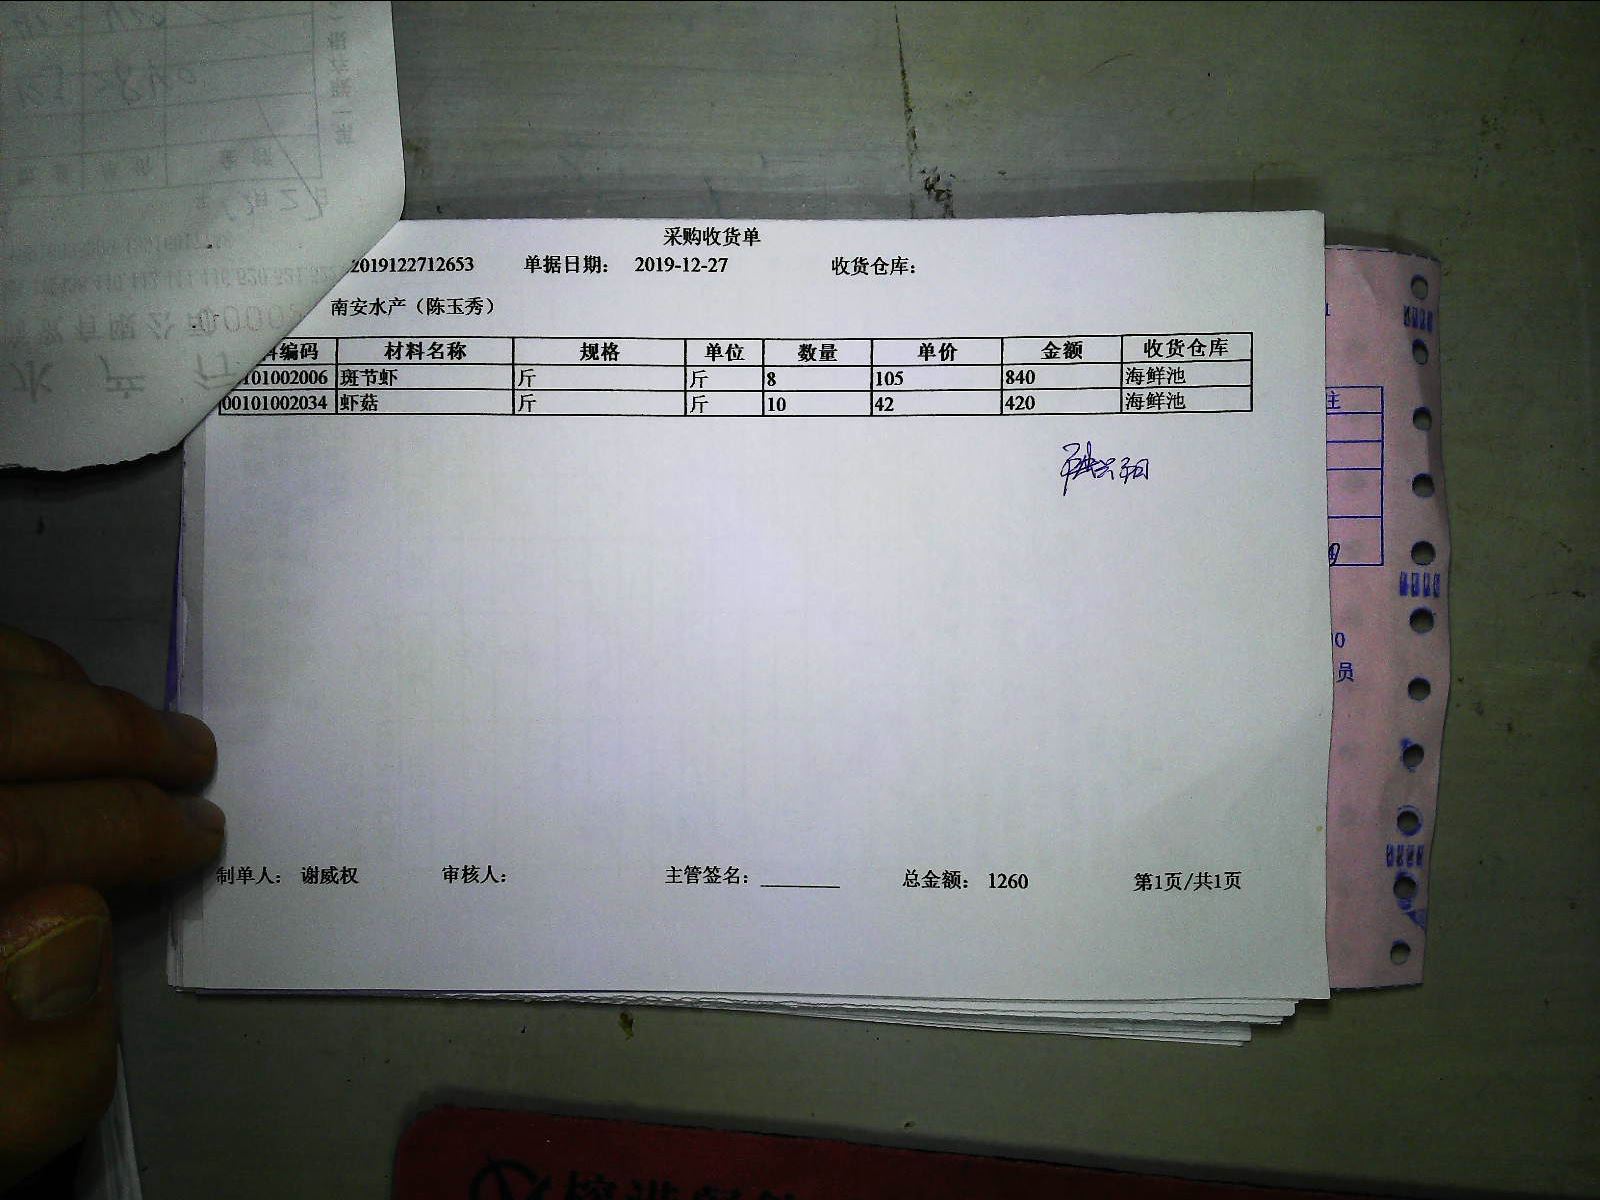 采购收货单
2019122712653 单据日期: 2019-12-27 收货仓库:
南安水产（陈玉秀）
料编码 材料名称 规格 单位 数量 单价 金额 收货仓库
101002006 斑节虾 斤 斤 8 105 840 海鲜池
00101002034 虾菇 斤 斤 10 42 420 海鲜池
制单人: 谢威权 审核人: 主管签名: 总金额: 1260 第1页/共1页
注
0
员